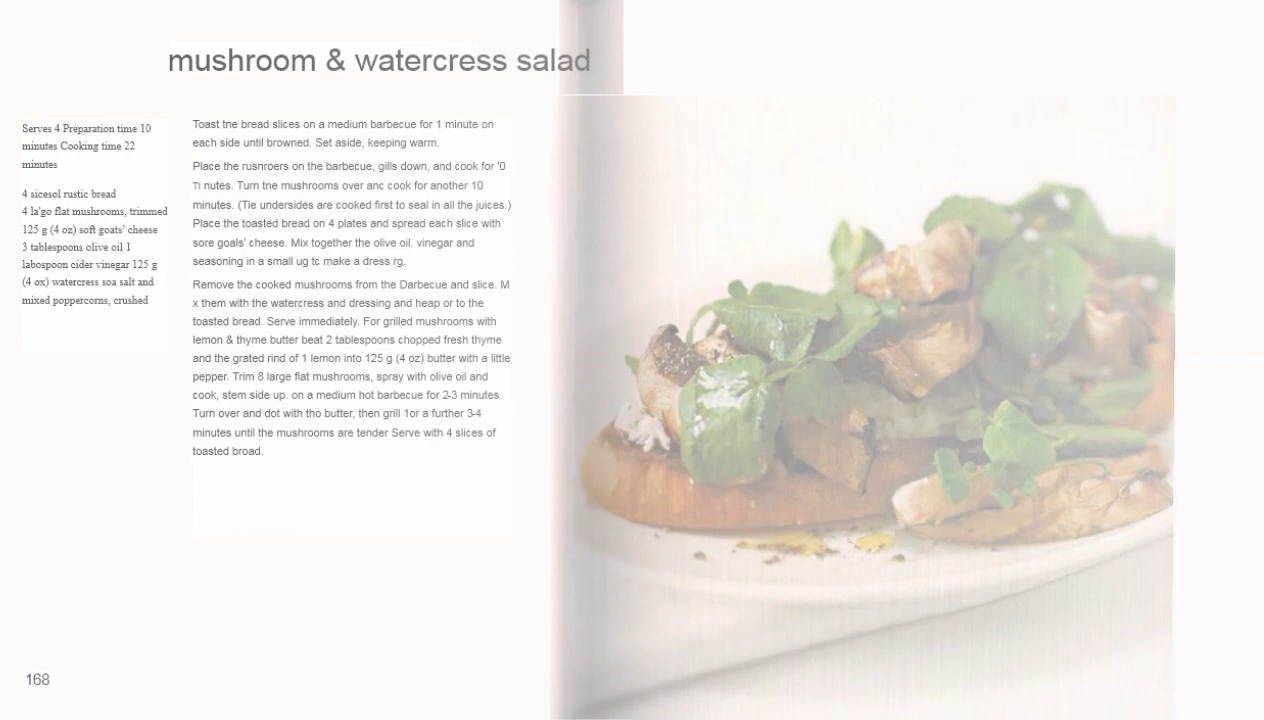 mushroom & watercress salad
Serves 4 Preparation time 10
minutes Cooking time 22
minutes
4 sicesol rustic bread
4 la'go flat mushrooms, trimmed
125 g (4 oz) soft goats' cheese
3 tablespoons olive oil 1
labospoon cider vinegar 125 g
(4 ox) watercress soa salt and
mixed poppercorns, crushed
Toast tne bread slices on a medium barbecue for 1 minute on
each side until browned. Set aside, keeping warm.
Place the rusnroers on the barbecue, gills down, and cook for '0
TI nutes. Turn tne mushrooms over anc cook for another 10
minutes. (Tie undersides are cooked first to seal in all the juices.)
Place the toasted bread on 4 plates and spread each slice with
sore goals' cheese. Mix together the olive oil. vinegar and
seasoning in a small ug tc make a dress rg.
Remove the cooked mushrooms from the Darbecue and slice. M
x them with the watercress and dressing and heap or to the
toasted bread. Serve immediately. For grilled mushrooms with
lemon & thyme butter beat 2 tablespoons chopped fresh thyme
and the grated rind of 1 lemon into 125 g (4 oz) butter with a little
pepper. Trim 8 large flat mushrooms, spray with olive oil and
cook, stem side up. on a medium hot barbecue for 2-3 minutes.
Turn over and dot with tho butter, then grill 1or a further 3-4
minutes until the mushrooms are tender Serve with 4 slices of
toasted broad.
168